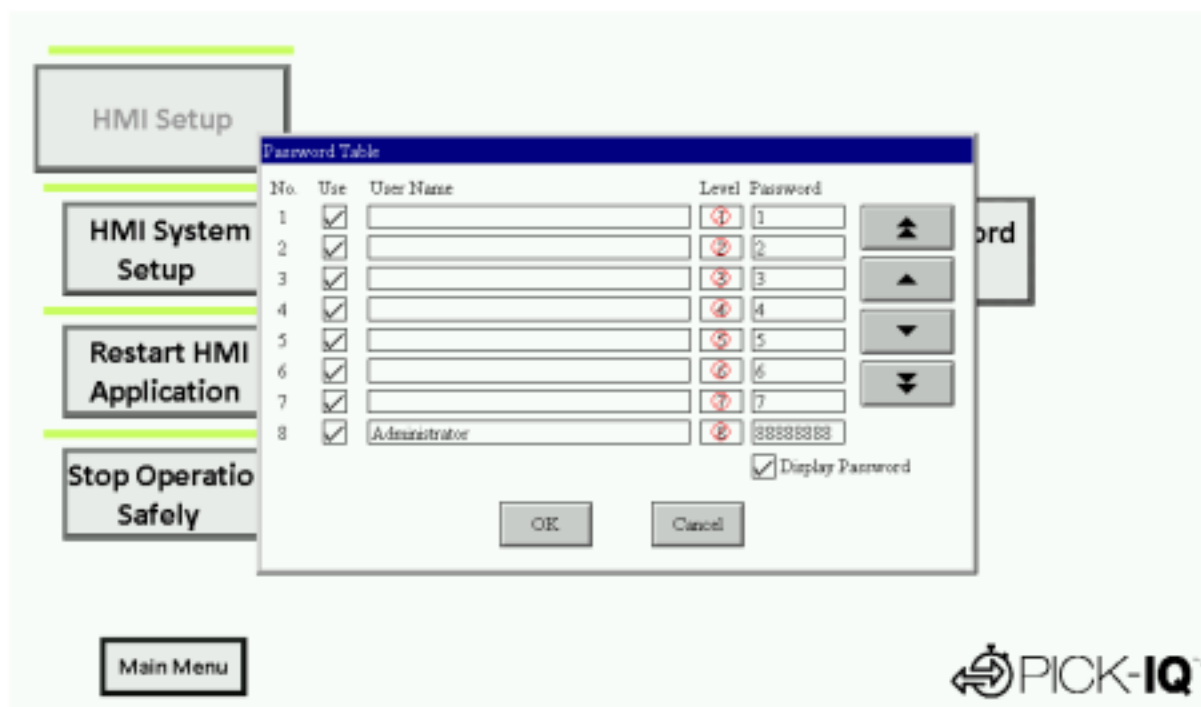 HMI Setup
HMI System
Setup
Restart HMI
Application
Stop Operatio
Safely
Password Table
No. Use User Name Level Password
1 1 1
2 2 2
3 3 3
4 4 4
5 5 5
6 6 6
7 7 7
8 Administrator 8 88888888
Display Password
OK Cancel
ord
Main Menu
PICK-IQ